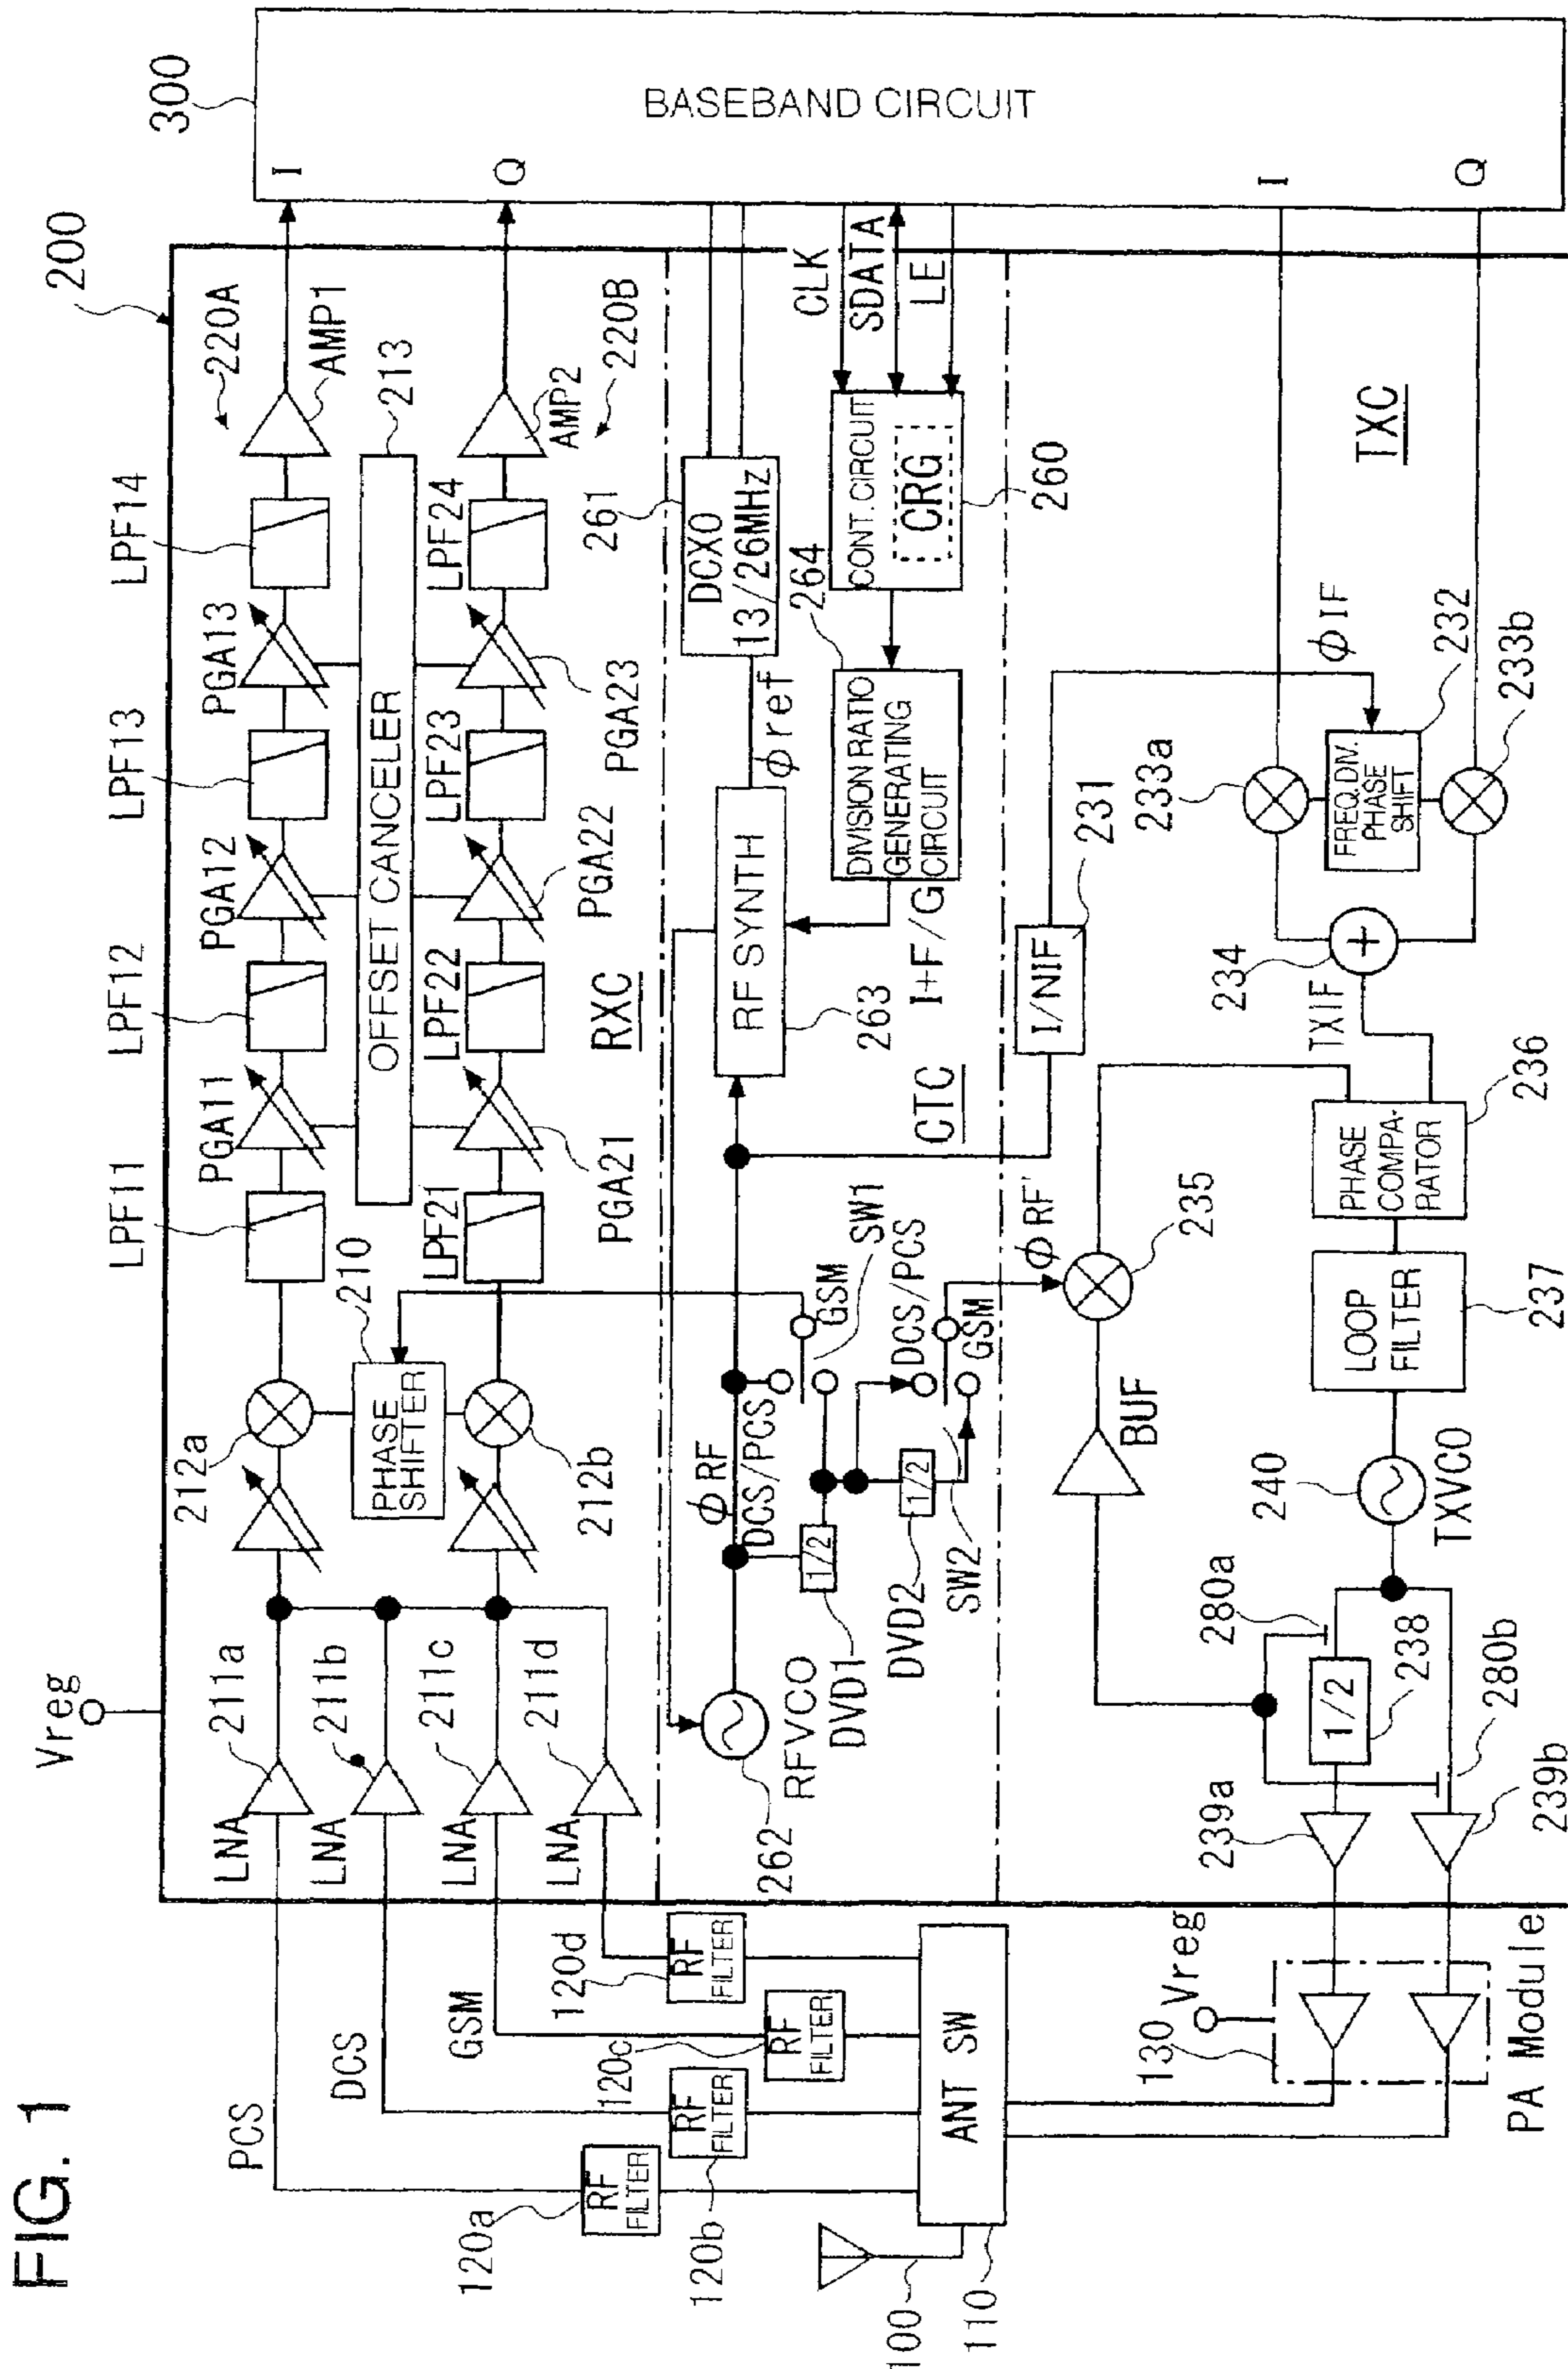 FIG. 1
Vreg
200
300
BASEBAND CIRCUIT
I
Q
I
Q
LPF11
PGA11
LPF12
PGA12
LPF13
PGA13
LPF14
220A
AMP1
212a
210
PHASE
SHIFTER
212b
OFFSET CANCELER
213
LPF21
PGA21
LPF22
PGA22
LPF23
PGA23
LPF24
AMP2
220B
RXC
PCS
DCS
GSM
LNA
211a
LNA
211b
LNA
211c
LNA
211d
120a
RF
FILTER
120b
RF
FILTER
120c
RF
FILTER
120d
RF
FILTER
100
110
ANT SW
262
RFVCO
ϕRF
DCS/PCS
GSM
SW1
1/2
DVD1
1/2
DVD2
DCS/PCS
GSM
SW2
RF SYNTH
263
ϕref
261
DCXO
13/26MHz
264
DIVISION RATIO
GENERATING
CIRCUIT
I+F/G
CONT. CIRCUIT
CRG
260
CLK
SDATA
LE
CTC
I/NIF
231
TXC
ϕRF'
235
BUF
ϕIF
233a
FREQ.DIV.
PHASE
SHIFT
232
233b
234
TXIF
PHASE
COMPA-
RATOR
236
LOOP
FILTER
237
240
TXVCO
280a
1/2
238
280b
239a
239b
130
Vreg
PA Module